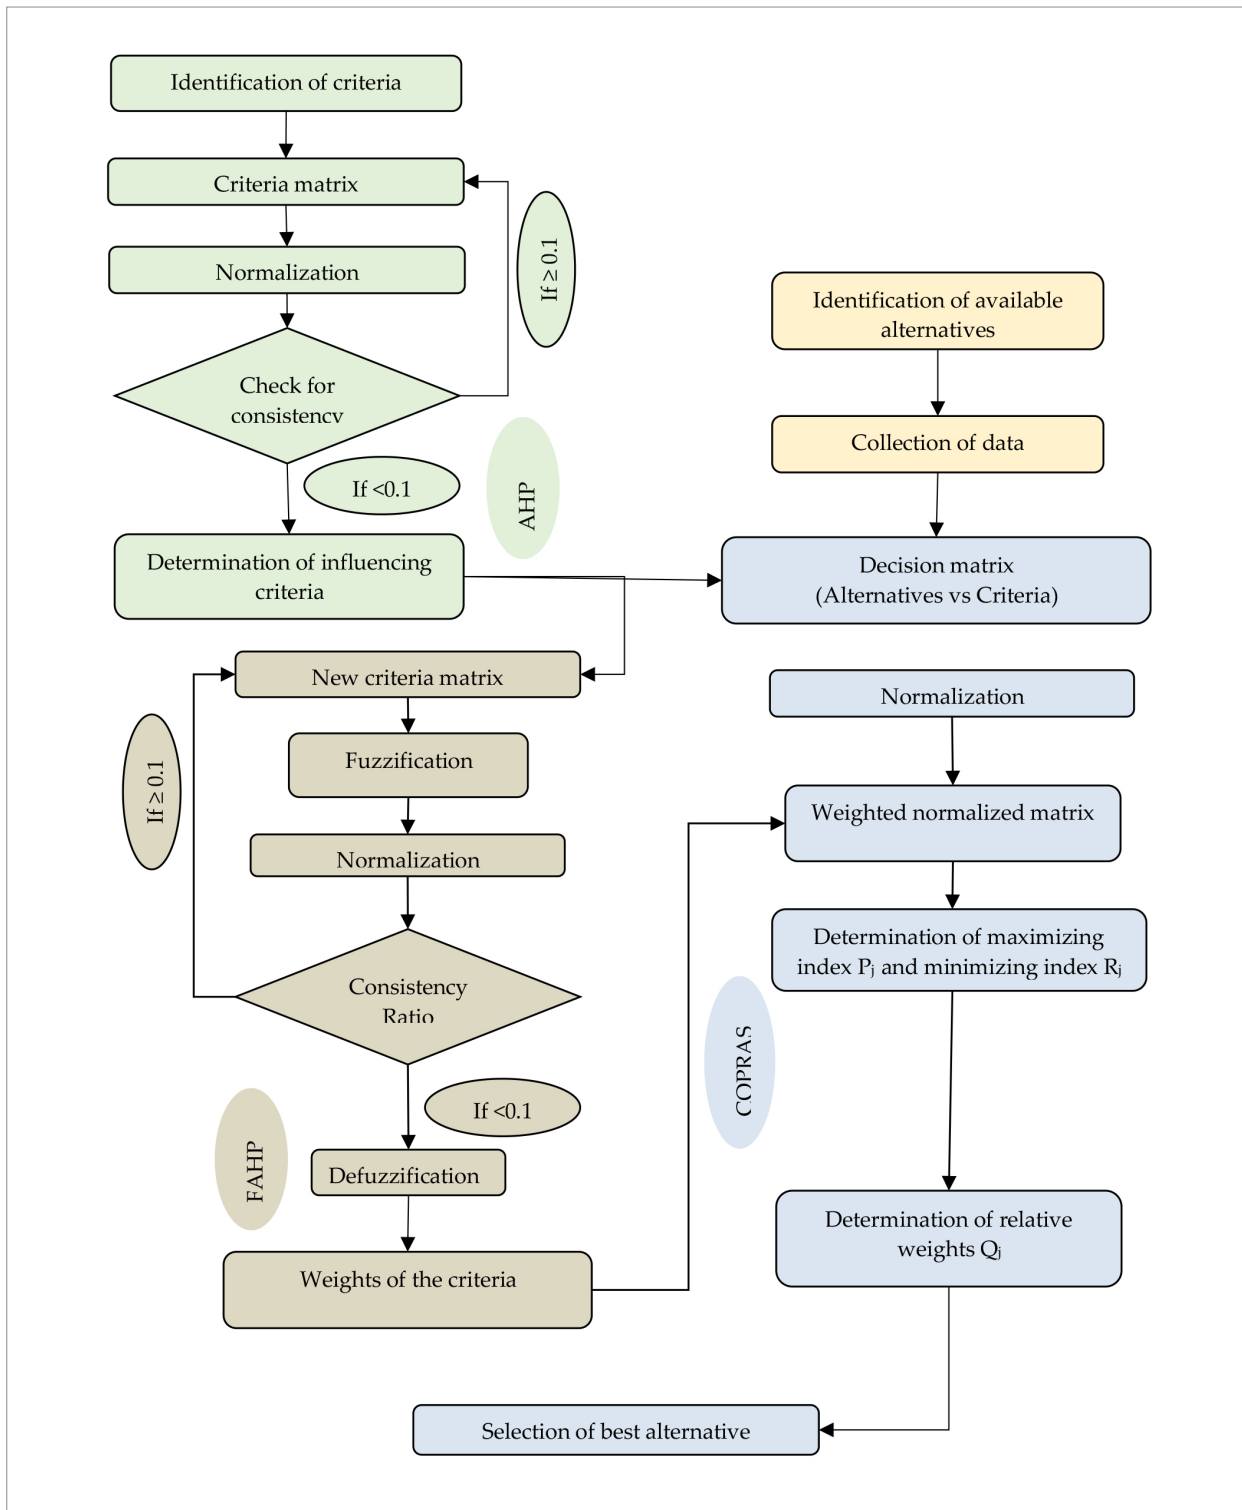 Identification of criteria
Criteria matrix
Normalization
If ≥ 0.1
Check for
consistency
If <0.1
AHP
Determination of influencing
criteria
Identification of available
alternatives
Collection of data
Decision matrix
(Alternatives vs Criteria)
New criteria matrix
Fuzzification
If ≥ 0.1
Normalization
Consistency
Ratio
If <0.1
FAHP
Defuzzification
Weights of the criteria
Normalization
Weighted normalized matrix
Determination of maximizing
index Pⱼ and minimizing index Rⱼ
COPRAS
Determination of relative
weights Qⱼ
Selection of best alternative